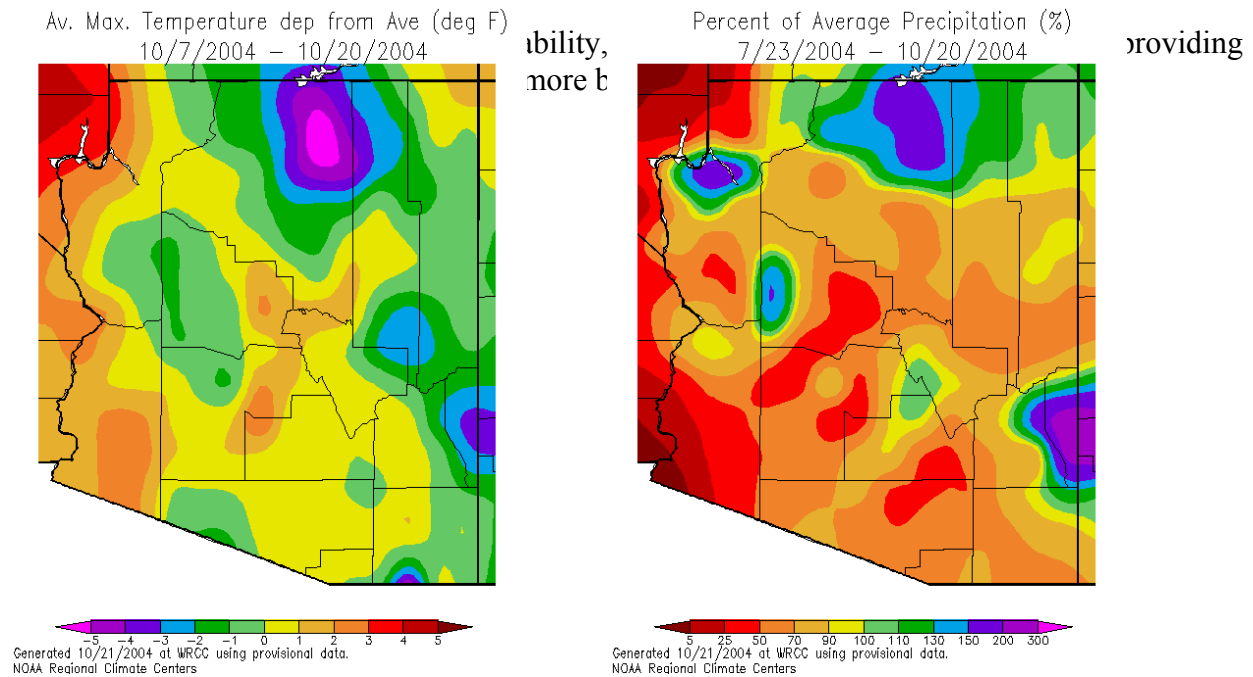 Av. Max. Temperature dep from Ave (deg F)
10/7/2004 – 10/20/2004
ability,
more b
Percent of Average Precipitation (%)
7/23/2004 – 10/20/2004
providing
-5 -4 -3 -2 -1 0 1 2 3 4 5
Generated 10/21/2004 at WRCC using provisional data.
NOAA Regional Climate Centers
5 25 50 70 90 100 110 130 150 200 300
Generated 10/21/2004 at WRCC using provisional data.
NOAA Regional Climate Centers